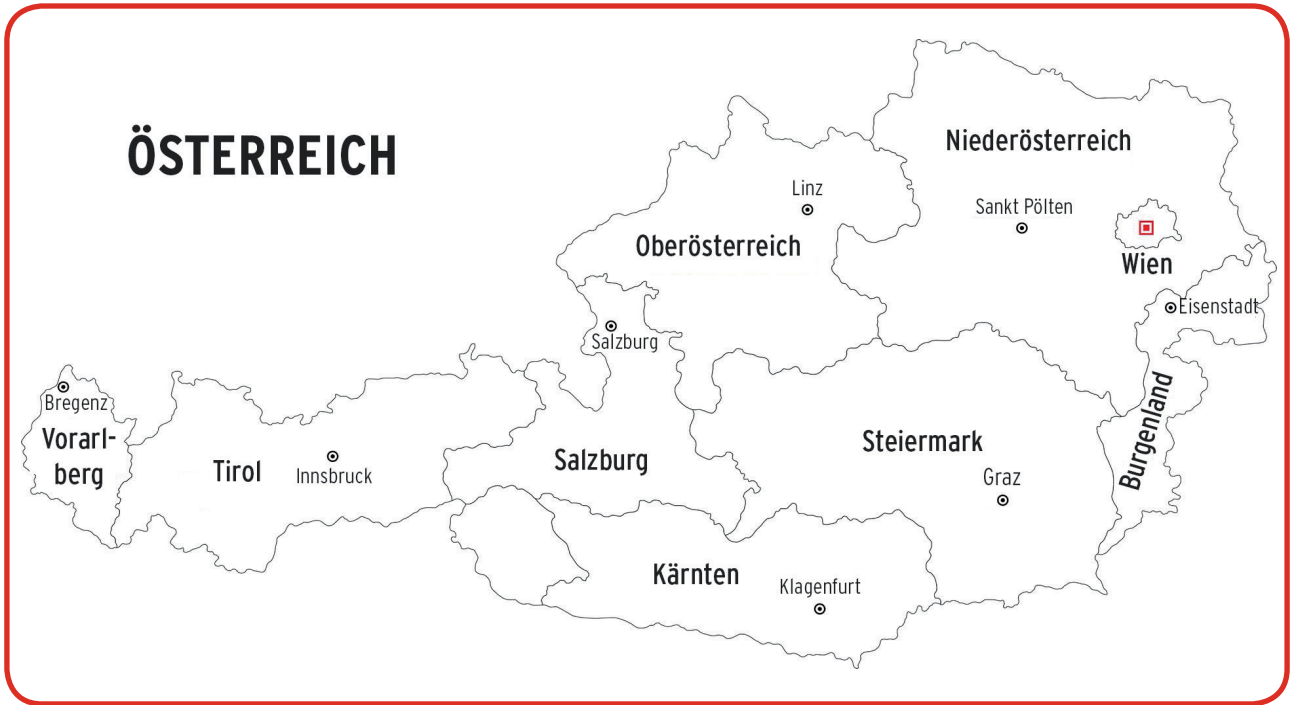 ÖSTERREICH
Niederösterreich
Linz
Sankt Pölten
Oberösterreich
Wien
Eisenstadt
Salzburg
Bregenz
Vorarl-
berg
Burgenland
Steiermark
Salzburg
Tirol
Innsbruck
Graz
Kärnten
Klagenfurt